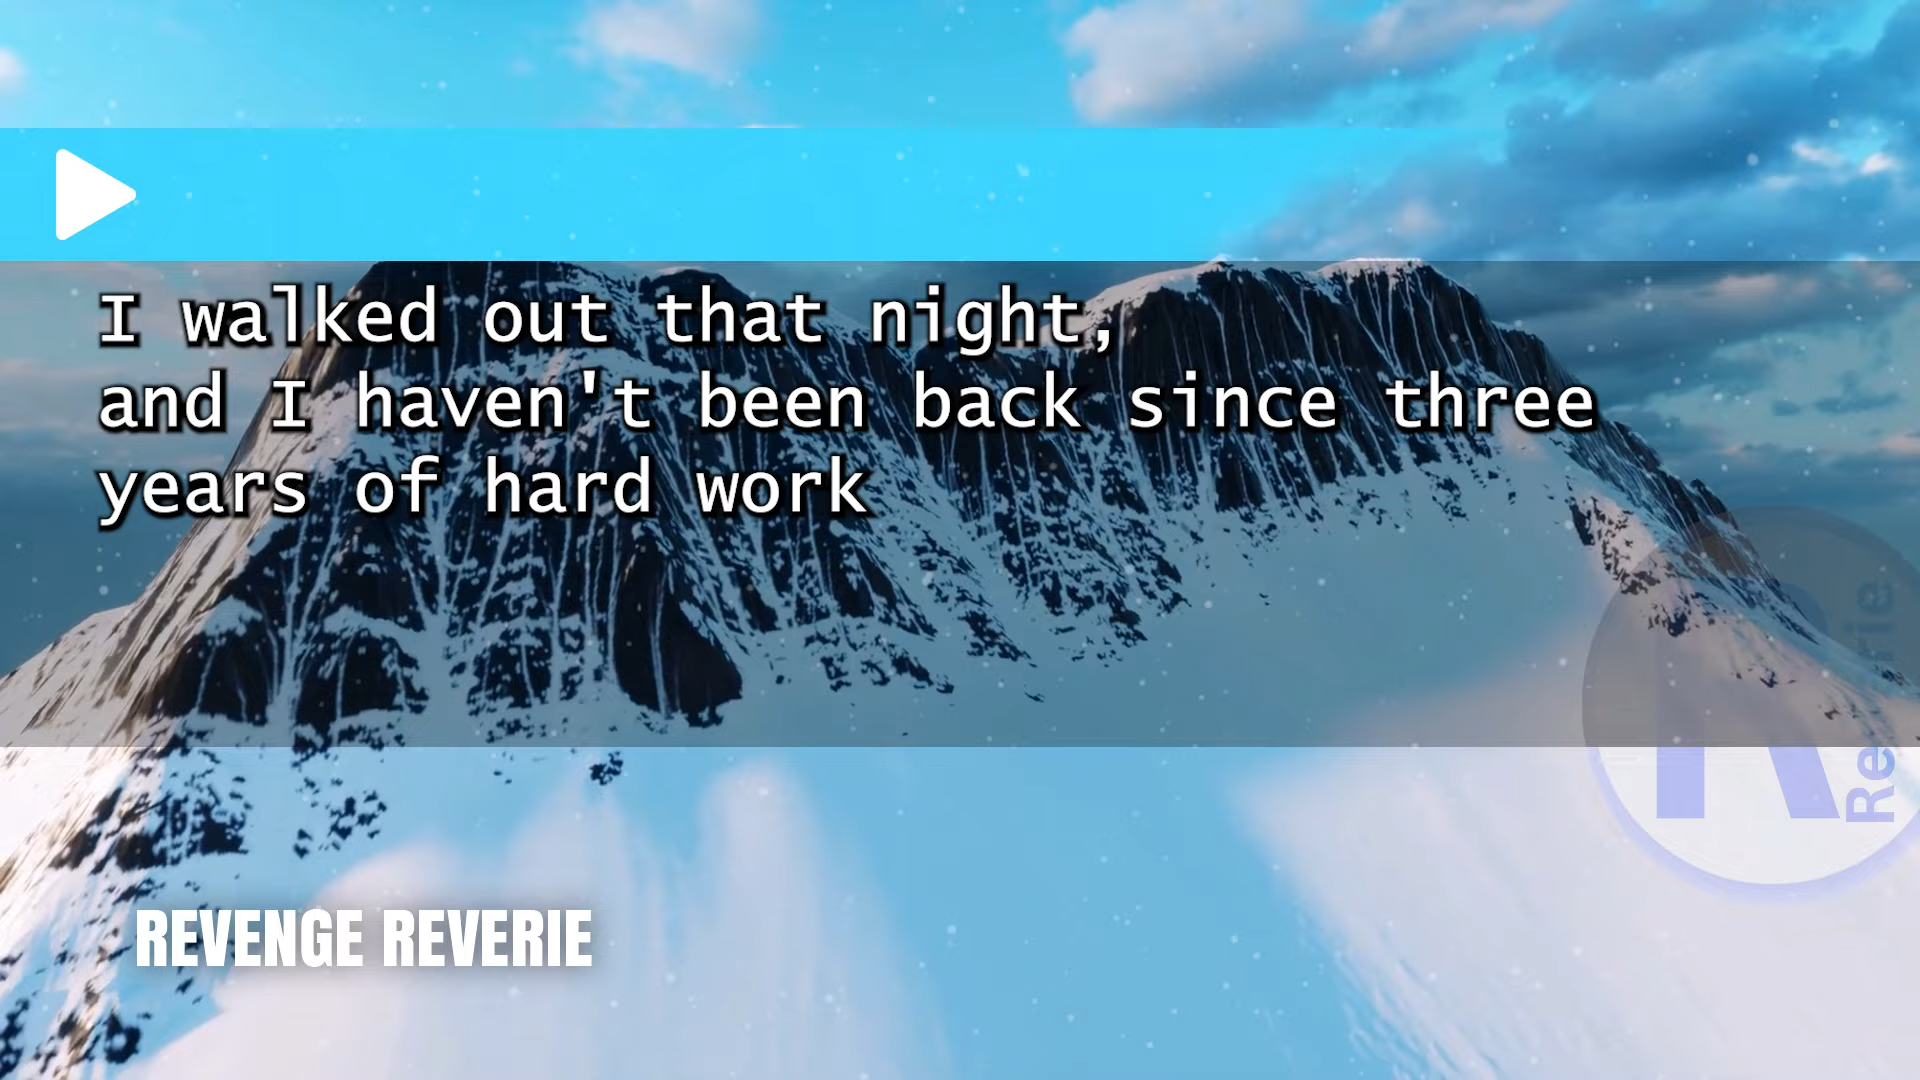 I walked out that night,
and I haven't been back since three
years of hard work
REVENGE REVERIE
R